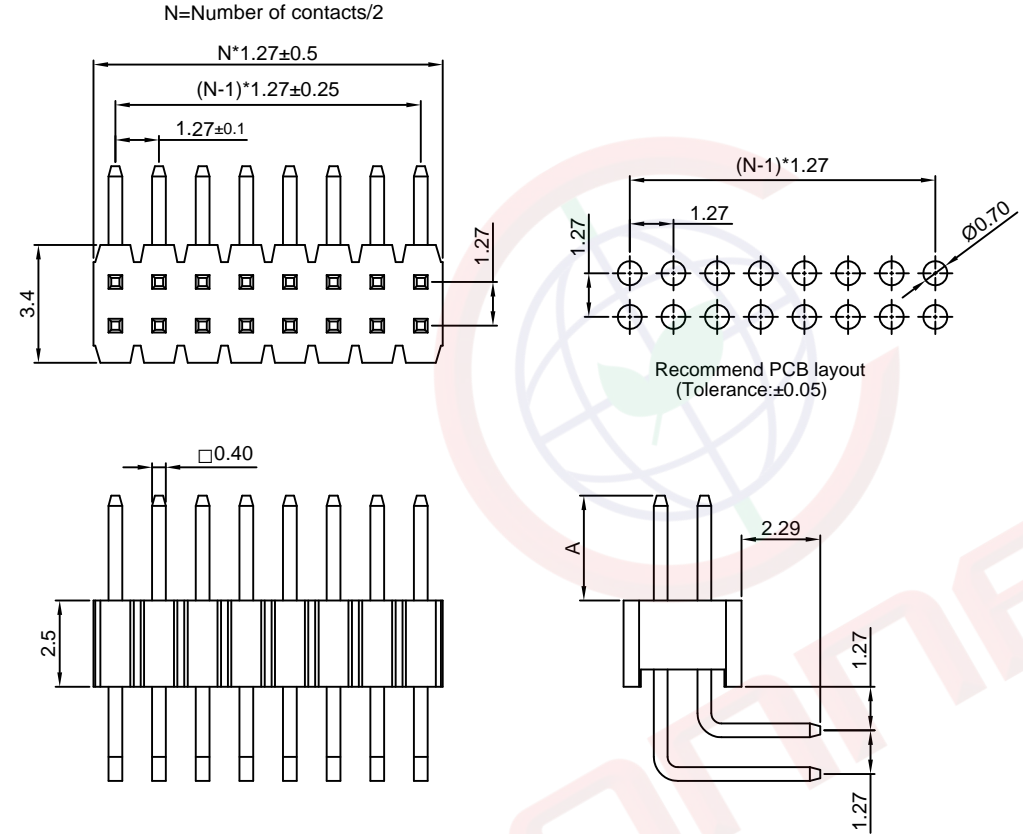 N=Number of contacts/2
N*1.27±0.5
(N-1)*1.27±0.25
1.27±0.1
3.4
1.27
(N-1)*1.27
1.27
1.27
Ø0.70
Recommend PCB layout
(Tolerance:±0.05)
□0.40
2.5
A
2.29
1.27
1.27